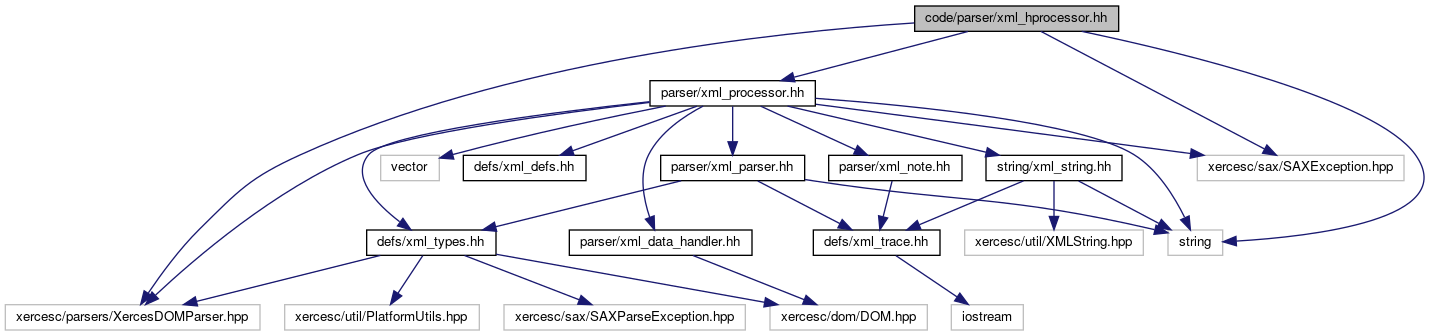 code/parser/xml_hprocessor.hh
parser/xml_processor.hh
vector
defs/xml_defs.hh
parser/xml_parser.hh
parser/xml_note.hh
string/xml_string.hh
xercesc/sax/SAXException.hpp
defs/xml_types.hh
parser/xml_data_handler.hh
defs/xml_trace.hh
xercesc/util/XMLString.hpp
string
xercesc/parsers/XercesDOMParser.hpp
xercesc/util/PlatformUtils.hpp
xercesc/sax/SAXParseException.hpp
xercesc/dom/DOM.hpp
iostream